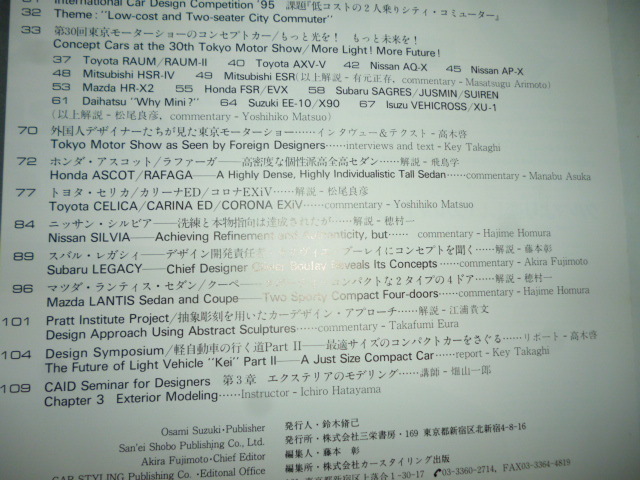 International Car Design Competition '95 課題『低コストの2人乗りシティ・コミューター』
32 Theme: "Low-cost and Two-seater City Commuter"
33 第30回東京モーターショーのコンセプトカー/もっと光を! もっと未来を!
Concept Cars at the 30th Tokyo Motor Show/More Light! More Future!
37 Toyota RAUM/RAUM-II 40 Toyota AXV-V 42 Nissan AQ-X 45 Nissan AP-X
48 Mitsubishi HSR-IV 49 Mitsubishi ESR(以上解説 - 有元正存, commentary - Masatsugu Arimoto)
53 Mazda HR-X2 55 Honda FSR/EVX 58 Subaru SAGRES/JUSMIN/SUIREN
61 Daihatsu "Why Mini?" 64 Suzuki EE-10/X90 67 Isuzu VEHICROSS/XU-1
(以上解説 - 松尾良彦, commentary - Yoshihiko Matsuo)
70 外国人デザイナーたちが見た東京モーターショー……インタヴュー&テクスト - 高木啓
Tokyo Motor Show as Seen by Foreign Designers……interviews and text - Key Takaghi
72 ホンダ・アスコット/ラファーガ——高密度な個性派高全高セダン……解説 - 飛鳥学
Honda ASCOT/RAFAGA——A Highly Dense, Highly Individualistic Tall Sedan……commentary - Manabu Asuka
77 トヨタ・セリカ/カリーナED/コロナEXiV……解説 - 松尾良彦
Toyota CELICA/CARINA ED/CORONA EXiV……commentary - Yoshihiko Matsuo
84 ニッサン・シルビア——洗練と本物指向は達成されたが……解説 - 穂村一
Nissan SILVIA——Achieving Refinement and Authenticity, but…… commentary - Hajime Homura
89 スバル・レガシィ——デザイン開発責任者 ブーレイにコンセプトを聞く……解説 - 藤本彰
Subaru LEGACY——Chief Designer Reveals Its Concepts……commentary - Akira Fujimoto
96 マツダ・ランティス・セダン/クーペ コンパクトな2タイプの4ドア……解説 - 穂村一
Mazda LANTIS Sedan and Coupe——Two Sporty Compact Four-doors……commentary - Hajime Homura
101 Pratt Institute Project/抽象彫刻を用いたカーデザイン・アプローチ……解説 - 江浦貴文
Design Approach Using Abstract Sculptures……commentary - Takafumi Eura
104 Design Symposium/軽自動車の行く道Part II——最適サイズのコンパクトカーをさぐる……リポート - 高木啓
The Future of Light Vehicle "Kei" Part II——A Just Size Compact Car……report - Key Takaghi
109 CAID Seminar for Designers 第3章 エクステリアのモデリング……講師 - 畑山一郎
Chapter 3 Exterior Modeling……Instructor - Ichiro Hatayama
Osamu Suzuki・Publisher 発行人・鈴木脩己
San'ei Shobo Publishing Co., Ltd. 発行所・株式会社三栄書房・169 東京都新宿区北新宿4-8-16
Akira Fujimoto・Chief Editor 編集人・藤本 彰
CAR STYLING Publishing Co.・Editonal Office 編集所・株式会社カースタイリング出版
東京都新宿区上落合1-30-17 ✆03-3360-2714, FAX03-3364-4819